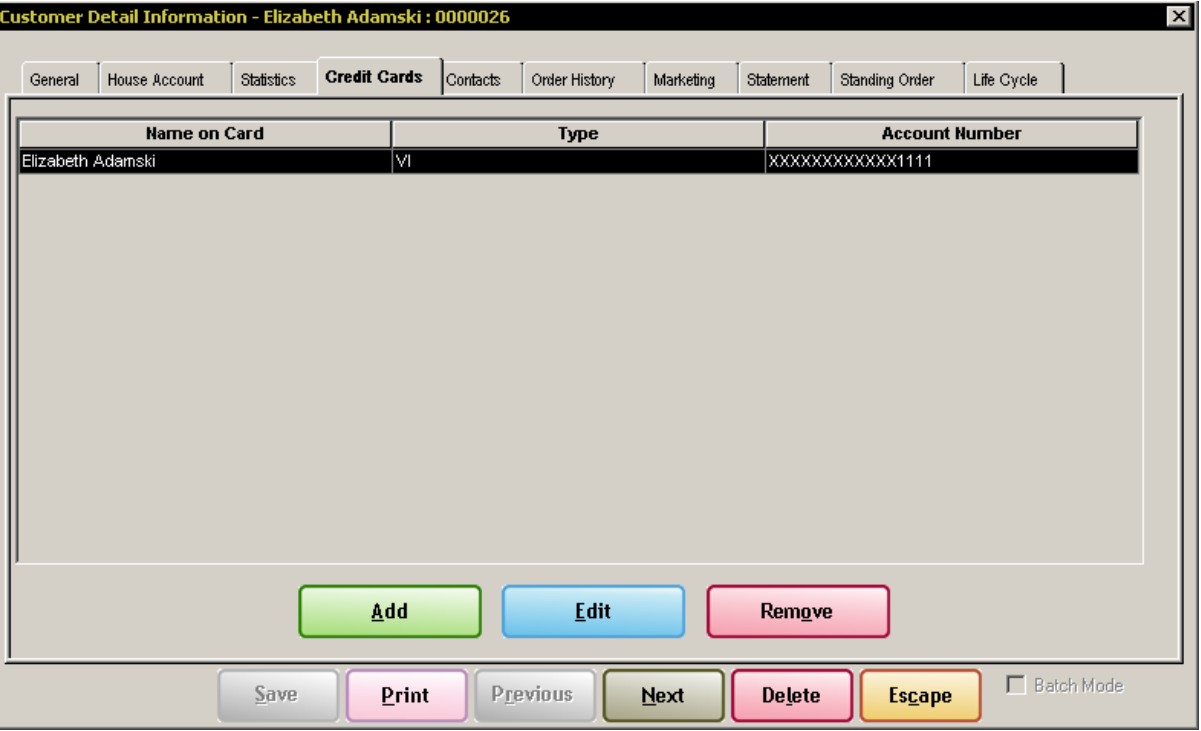 Customer Detail Information - Elizabeth Adamski : 0000026
General House Account Statistics Credit Cards Contacts Order History Marketing Statement Standing Order Life Cycle
Name on Card Type Account Number
Elizabeth Adamski VI XXXXXXXXXXXX1111
Add Edit Remove
Save Print Previous Next Delete Escape Batch Mode